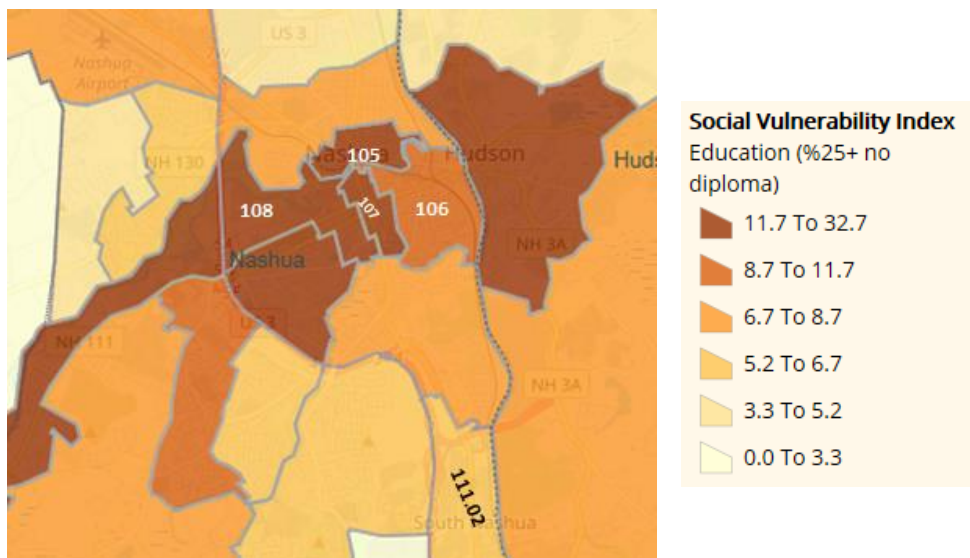 US 3
Nashua
Airport
NH 130
105
Nashua
Hudson
Huds
108
107
106
Nashua
NH 3A
US 3
NH 111
NH 3A
111.02
South Nashua
Social Vulnerability Index
Education (%25+ no
diploma)
11.7 To 32.7
8.7 To 11.7
6.7 To 8.7
5.2 To 6.7
3.3 To 5.2
0.0 To 3.3